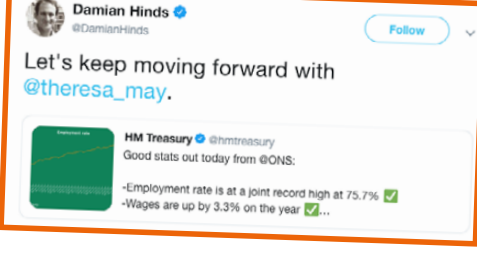 Damian Hinds
@DamianHinds
Follow
Let's keep moving forward with
@theresa_may.
Employment rate
HM Treasury @hmtreasury
Good stats out today from @ONS:
-Employment rate is at a joint record high at 75.7% ✅
-Wages are up by 3.3% on the year ✅...